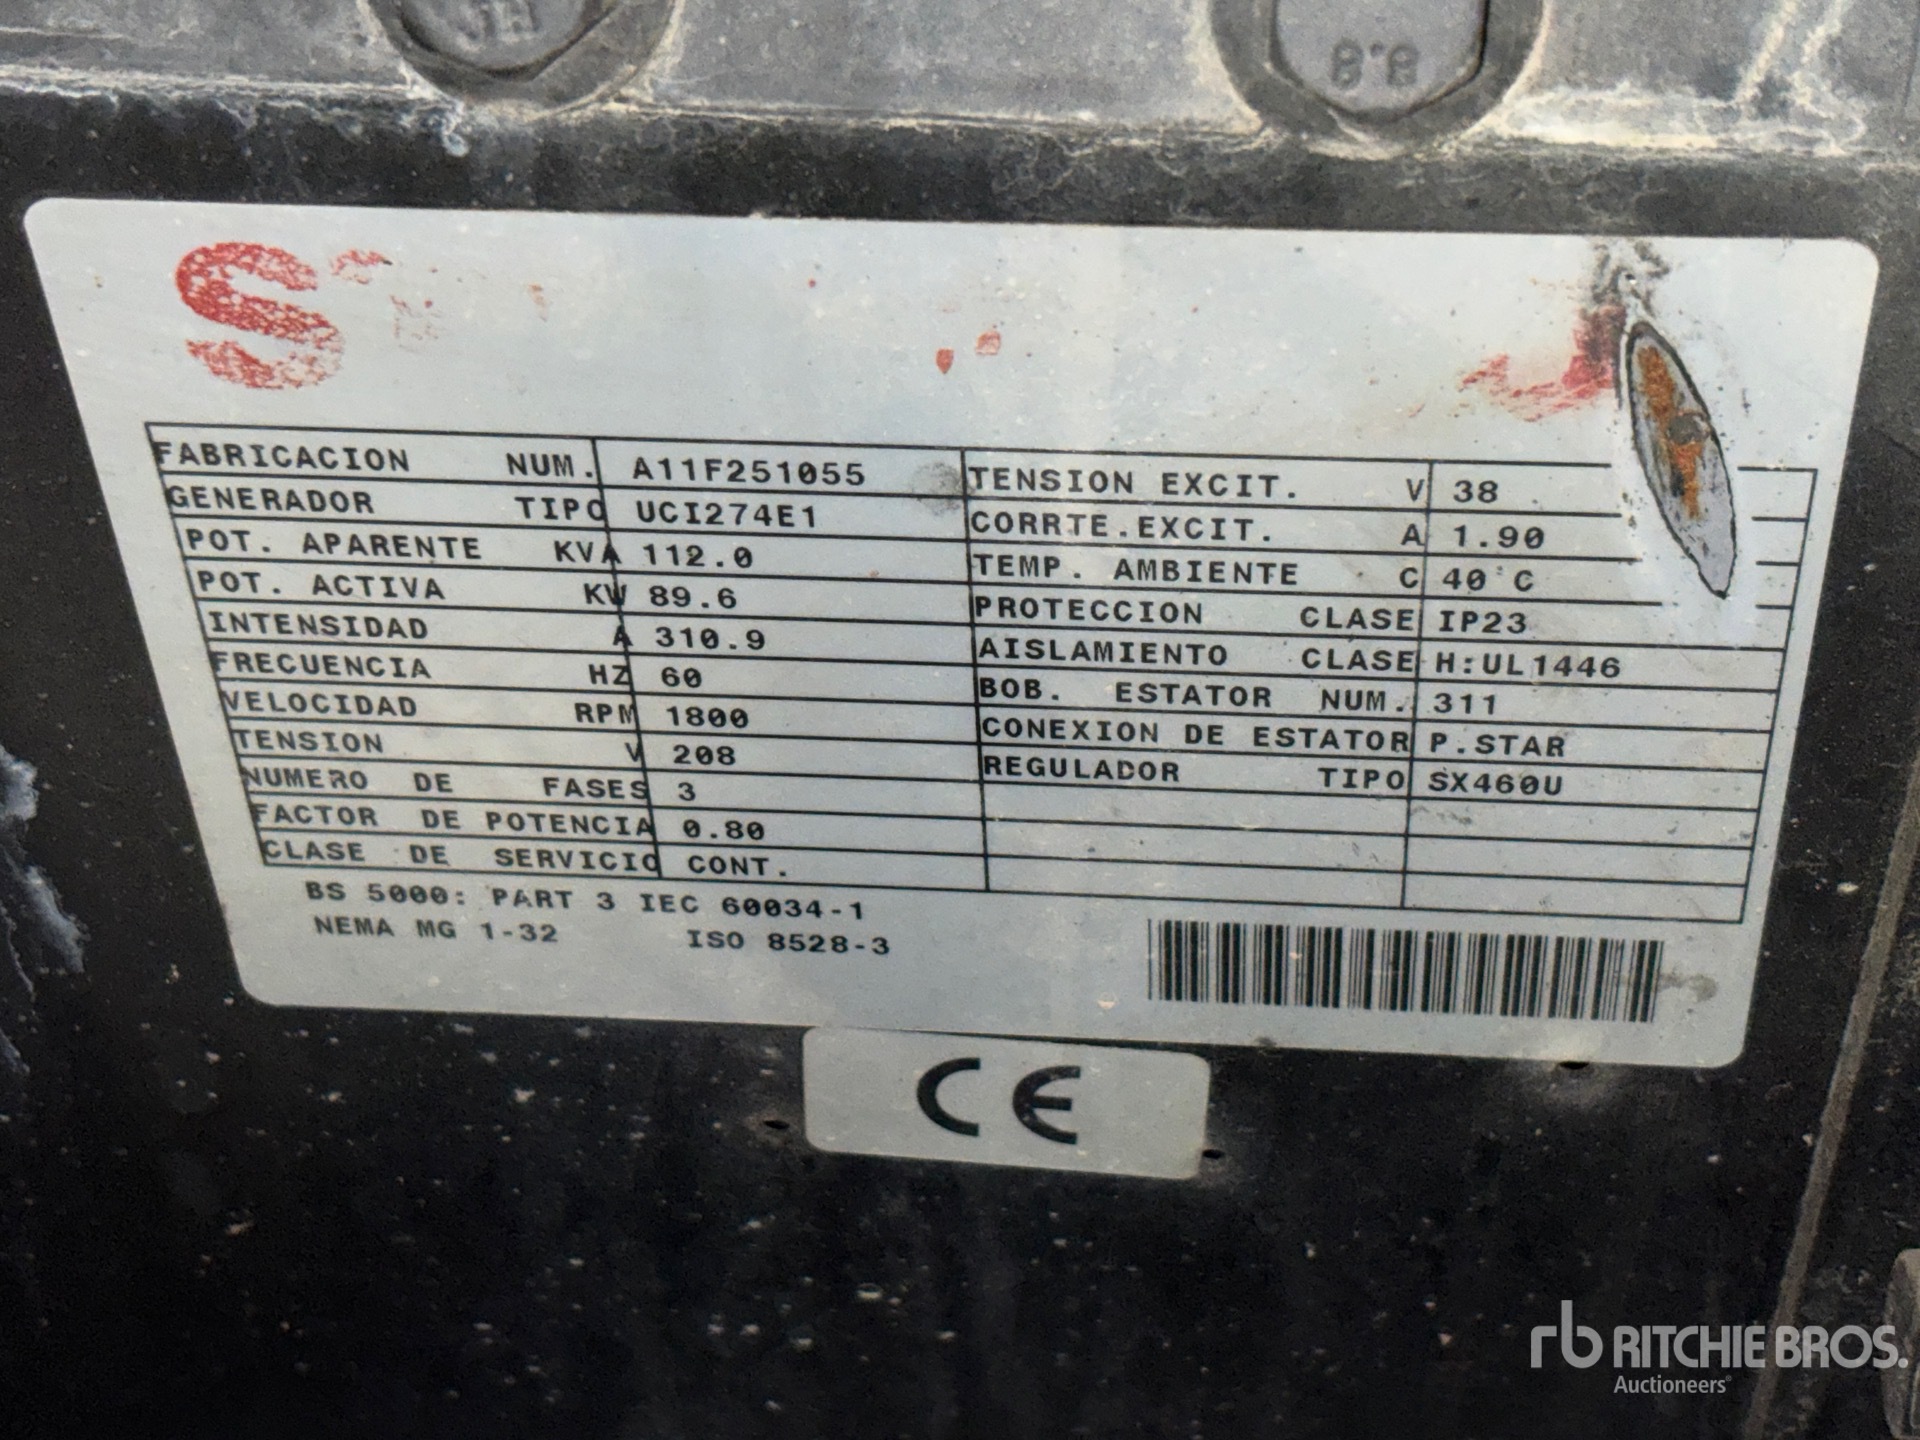 8.8
S
FABRICACION NUM. A11F251055
GENERADOR TIPO UCI274E1
POT. APARENTE KVA 112.0
POT. ACTIVA KW 89.6
INTENSIDAD A 310.9
FRECUENCIA HZ 60
VELOCIDAD RPM 1800
TENSION V 208
NUMERO DE FASES 3
FACTOR DE POTENCIA 0.80
CLASE DE SERVICIO CONT.
TENSION EXCIT. V 38
CORRTE.EXCIT. A 1.90
TEMP. AMBIENTE C 40°C
PROTECCION CLASE IP23
AISLAMIENTO CLASE H:UL1446
BOB. ESTATOR NUM. 311
CONEXION DE ESTATOR P.STAR
REGULADOR TIPO SX460U
BS 5000: PART 3 IEC 60034-1
NEMA MG 1-32 ISO 8528-3
CE
rb RITCHIE BROS.
Auctioneers